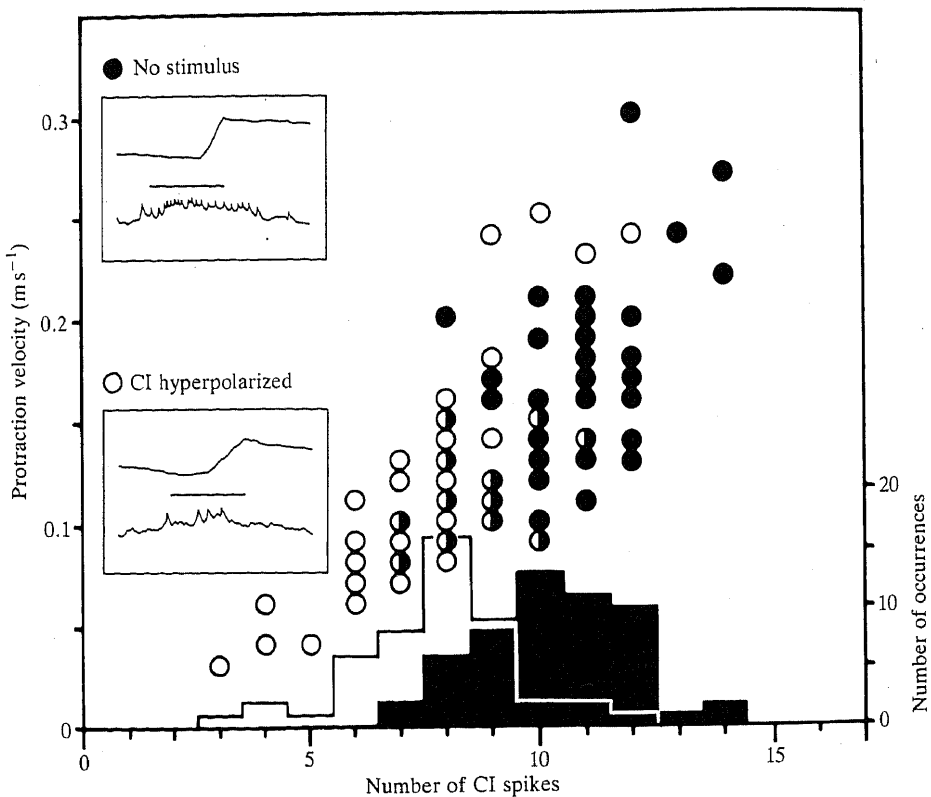 No stimulus
CI hyperpolarized
Protraction velocity (m s⁻¹)
0.3
0.2
0.1
0
20
10
0
Number of occurrences
0
5
10
15
Number of CI spikes